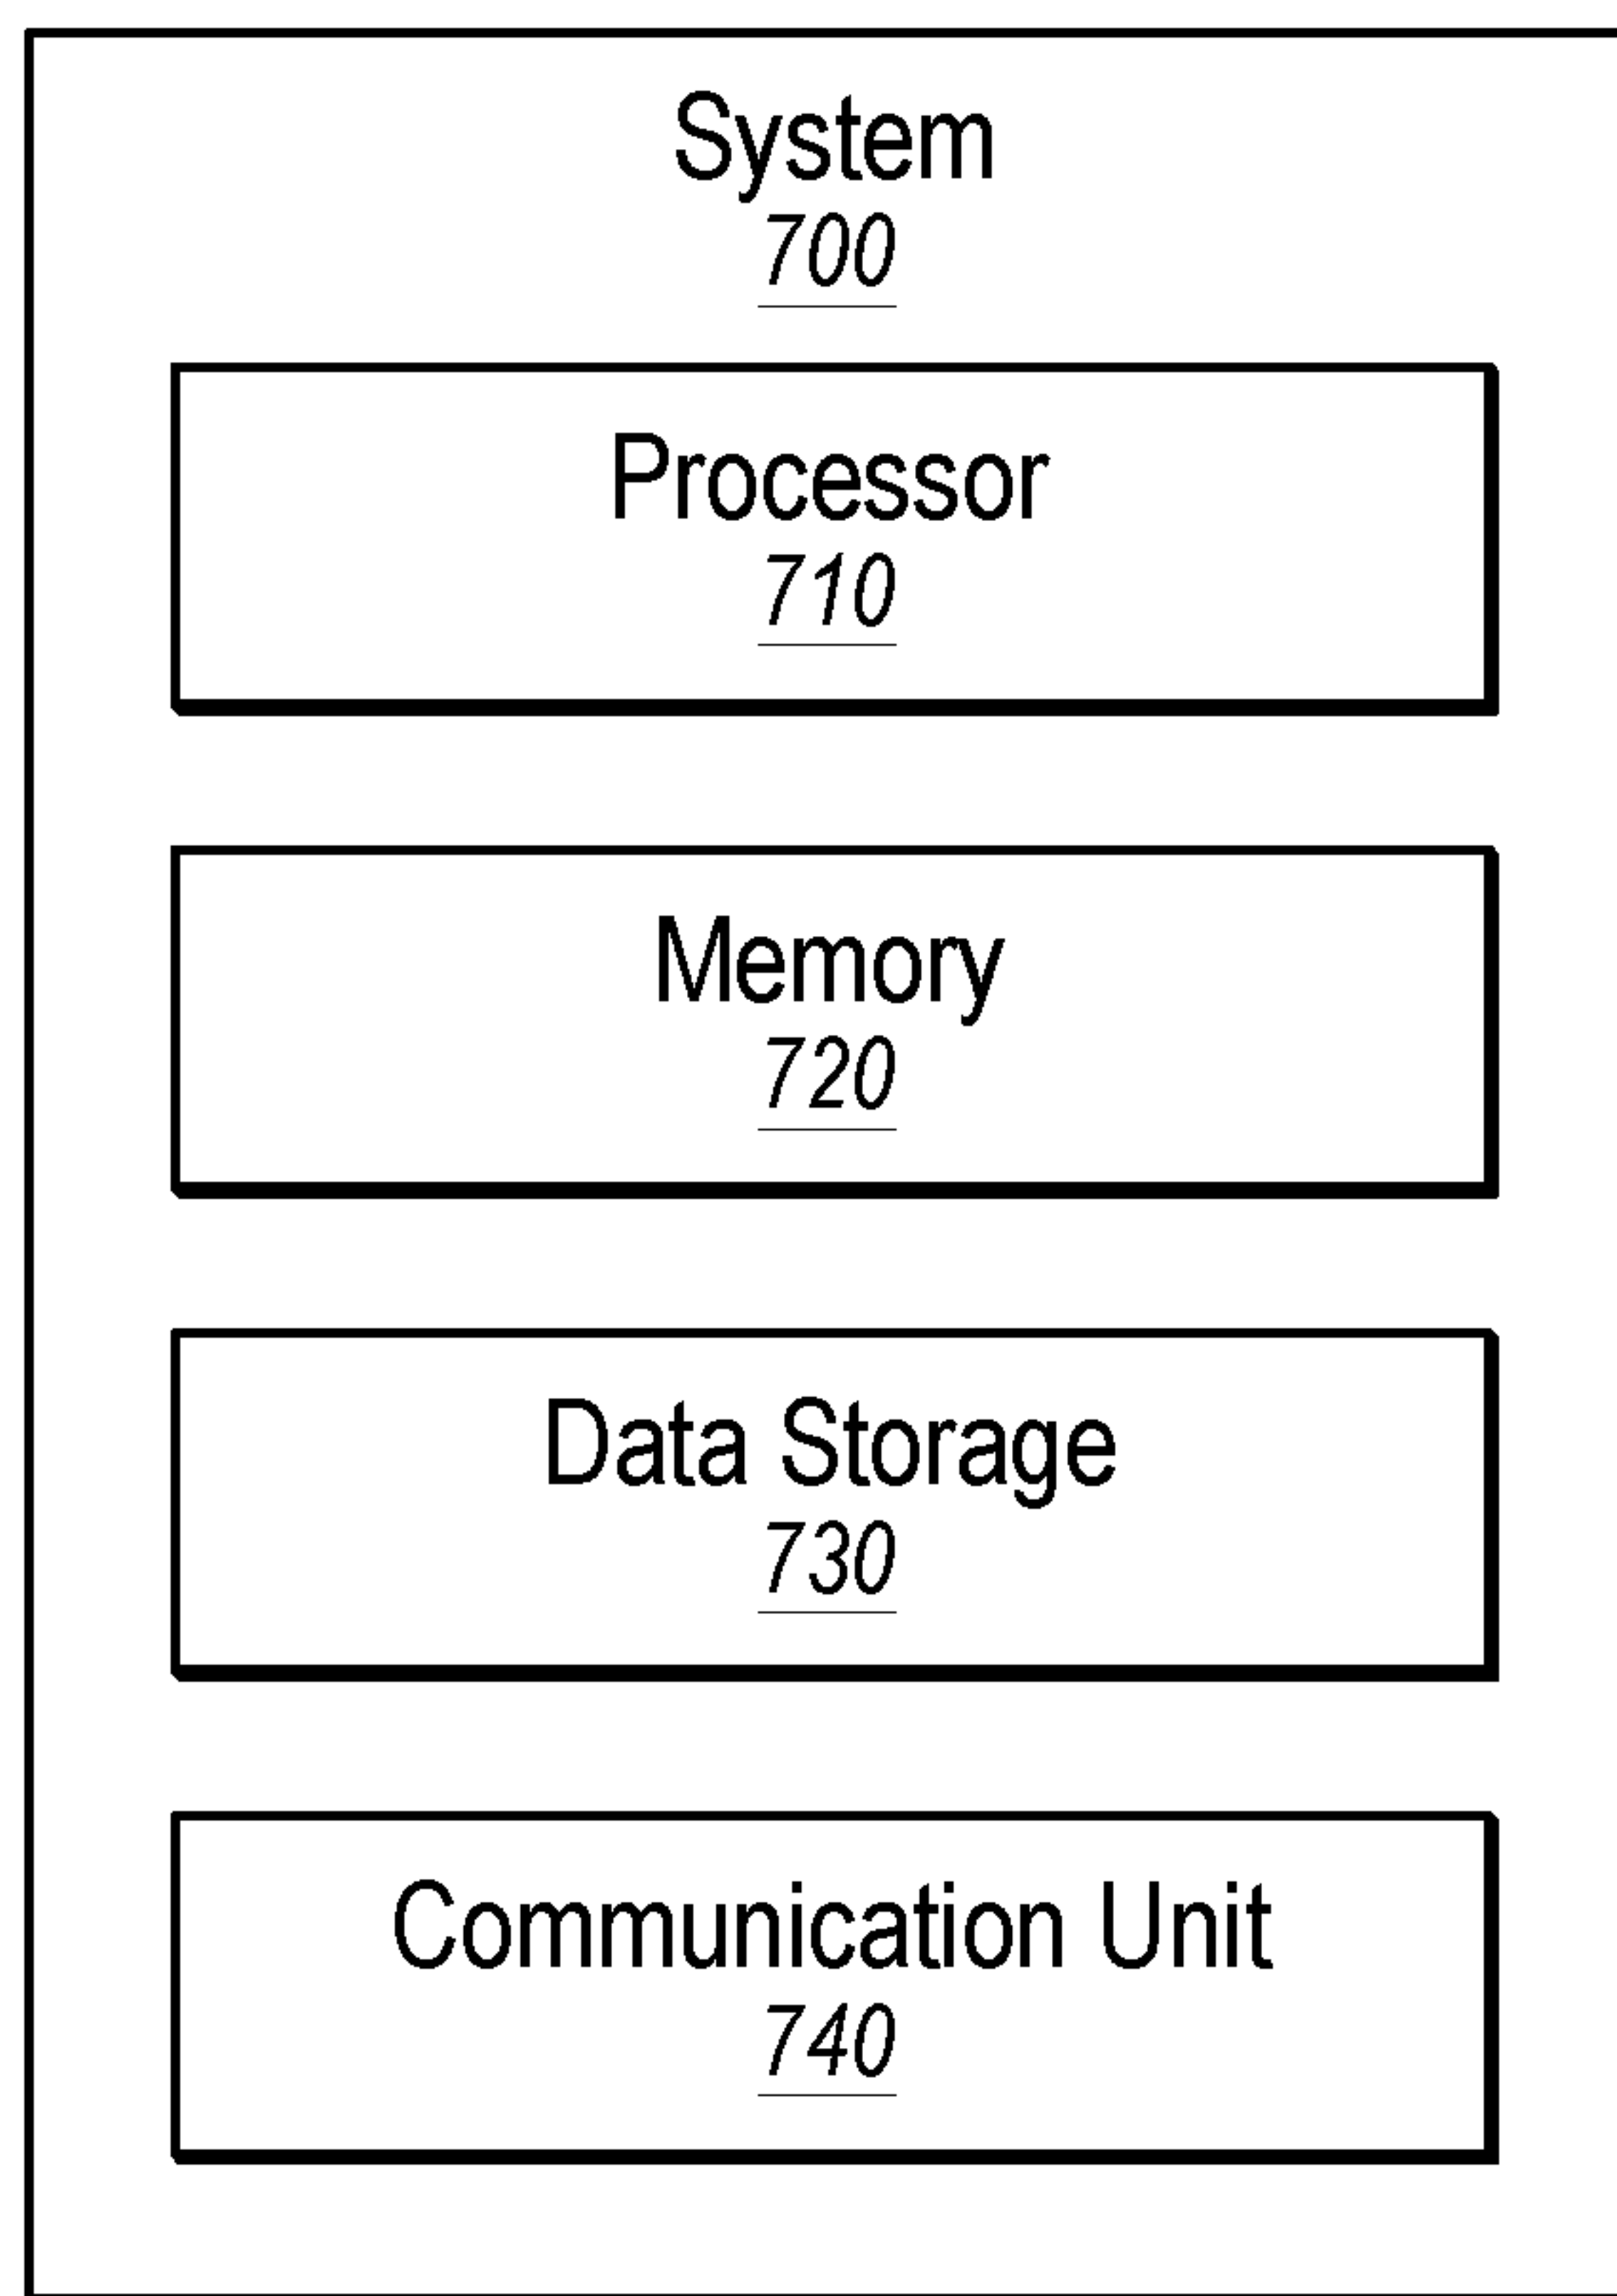 System
700
Processor
710
Memory
720
Data Storage
730
Communication Unit
740